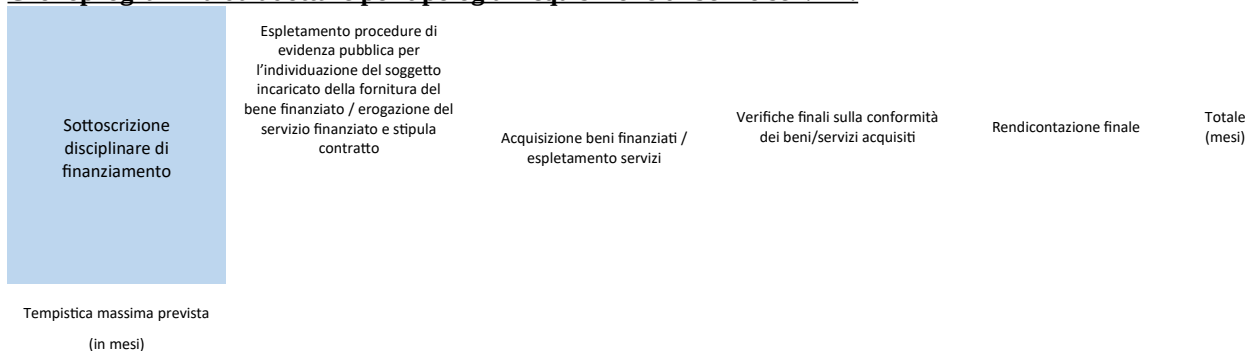 Sottoscrizione
disciplinare di
finanziamento
Espletamento procedure di
evidenza pubblica per
l’individuazione del soggetto
incaricato della fornitura del
bene finanziato / erogazione del
servizio finanziato e stipula
contratto
Acquisizione beni finanziati /
espletamento servizi
Verifiche finali sulla conformità
dei beni/servizi acquisiti
Rendicontazione finale
Totale
(mesi)
Tempistica massima prevista
(in mesi)